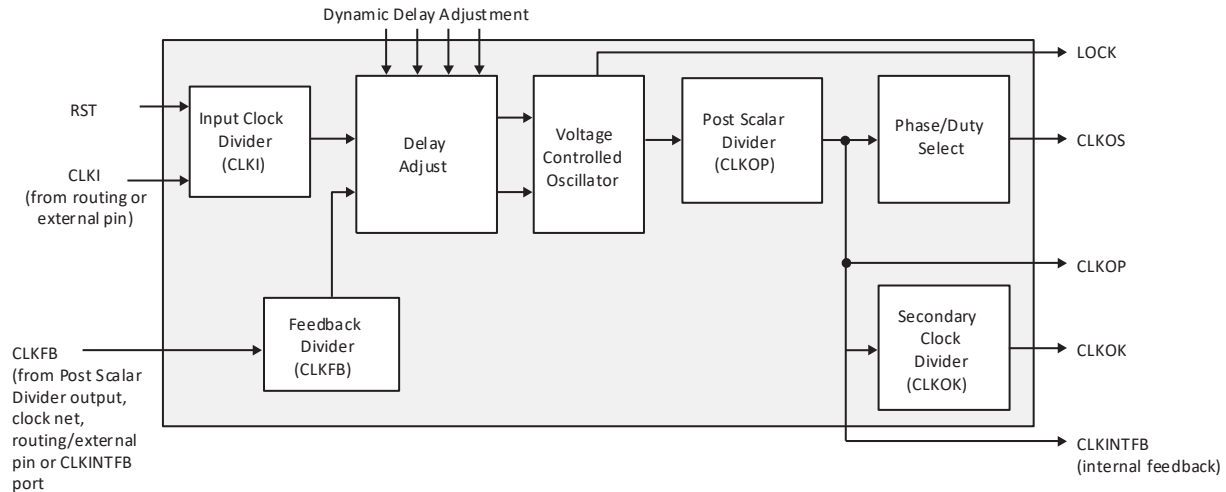 Dynamic Delay Adjustment
LOCK
RST
Input Clock
Divider
(CLKI)
Delay
Adjust
Voltage
Controlled
Oscillator
Post Scalar
Divider
(CLKOP)
Phase/Duty
Select
CLKOS
CLKI
(from routing or
external pin)
CLKOP
Feedback
Divider
(CLKFB)
Secondary
Clock
Divider
(CLKOK)
CLKOK
CLKFB
(from Post Scalar
Divider output,
clock net,
routing/external
pin or CLKINTFB
port
CLKINTFB
(internal feedback)